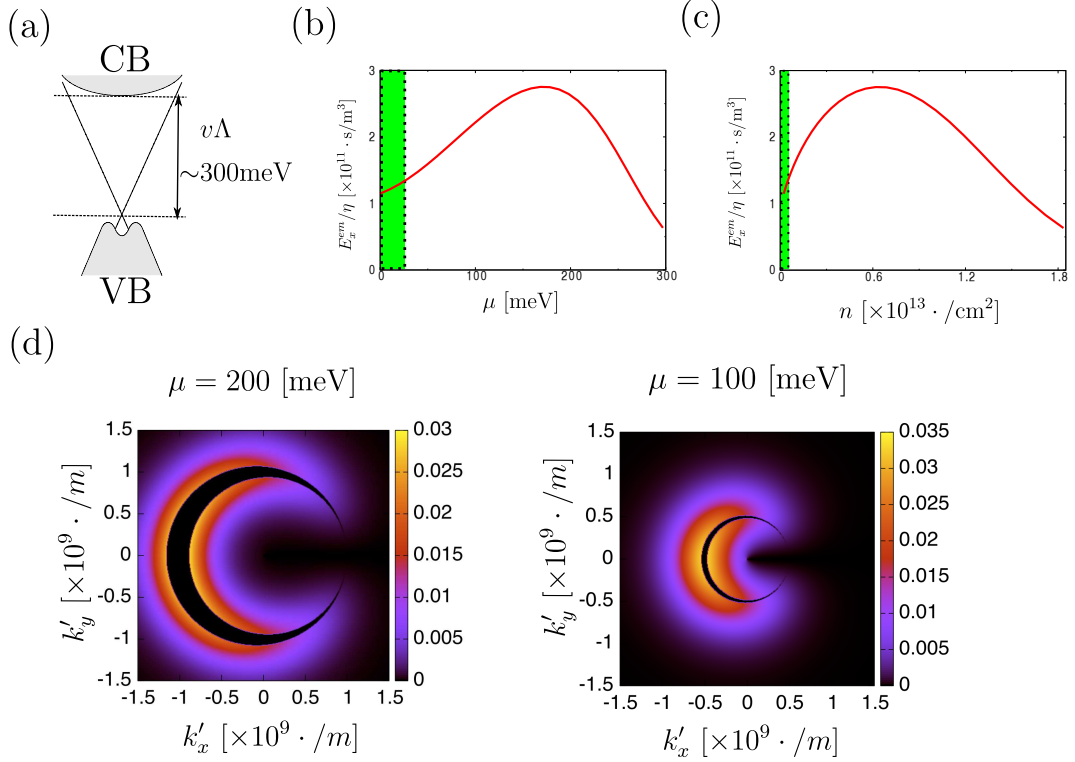 (a)
CB
vΛ
~300meV
VB
(b)
E_x^{em}/η [×10^{11} · s/m^3]
3
2
1
0
0 100 200 300
μ [meV]
(c)
E_x^{em}/η [×10^{11} · s/m^3]
3
2
1
0
0 0.6 1.2 1.8
n [×10^{13} · /cm^2]
(d)
μ = 200 [meV]
k'_y [×10^9 · /m]
1.5
1
0.5
0
-0.5
-1
-1.5
-1.5 -1 -0.5 0 0.5 1 1.5
k'_x [×10^9 · /m]
0.03
0.025
0.02
0.015
0.01
0.005
0
μ = 100 [meV]
k'_y [×10^9 · /m]
1.5
1
0.5
0
-0.5
-1
-1.5
-1.5 -1 -0.5 0 0.5 1 1.5
k'_x [×10^9 · /m]
0.035
0.03
0.025
0.02
0.015
0.01
0.005
0